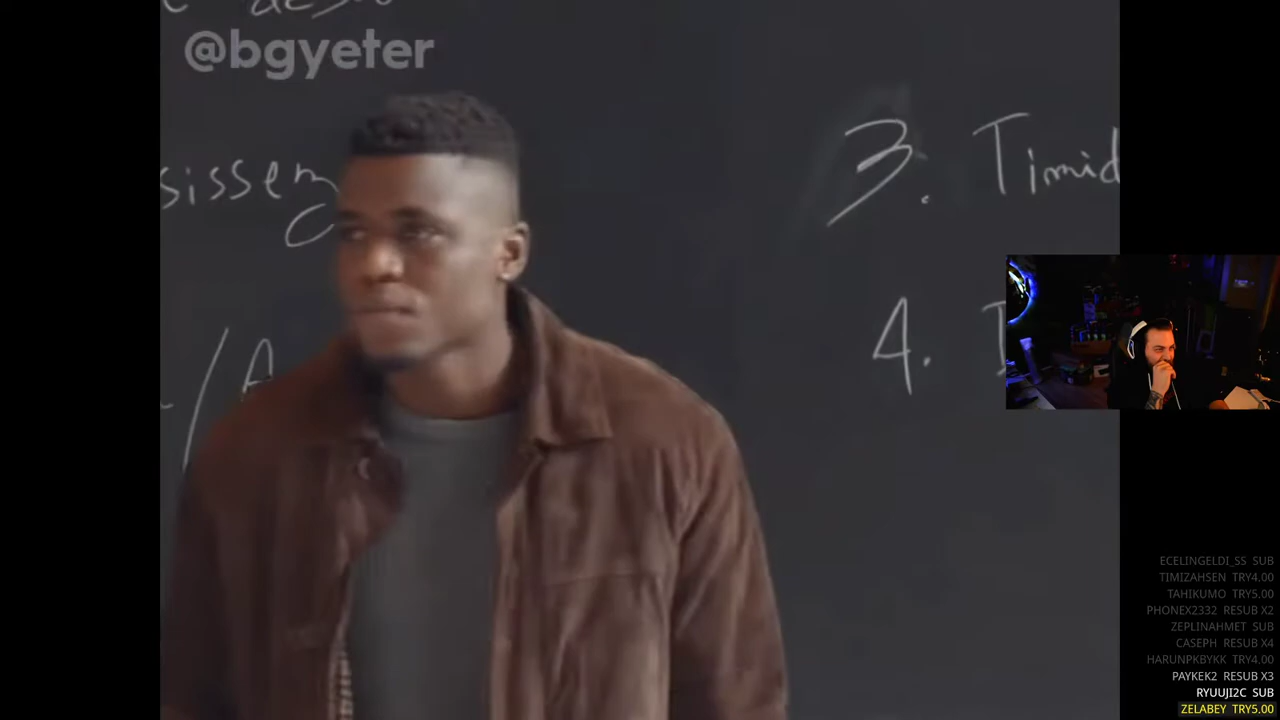 @bgyeter
3. Timid
4.
ECELINGELDI_SS SUB
TIMIZAHSEN TRY4.00
TAHIKUMO TRY5.00
PHONEX2332 RESUB X2
ZEPLINAHMET SUB
CASEPH RESUB X4
HARUNPKBYKK TRY4.00
PAYKEK2 RESUB X3
RYUUJI2C SUB
ZELABEY TRY5.00